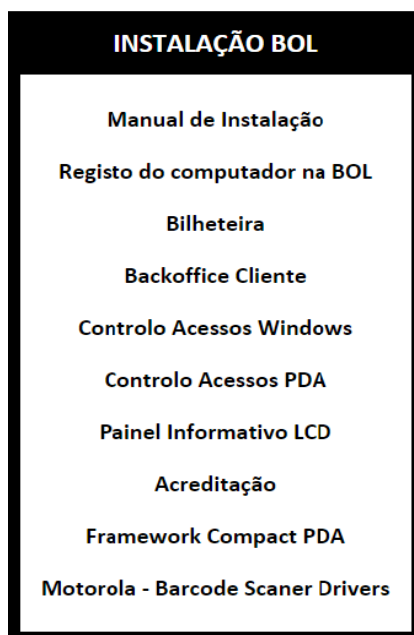 INSTALAÇÃO BOL
Manual de Instalação
Registo do computador na BOL
Bilheteira
Backoffice Cliente
Controlo Acessos Windows
Controlo Acessos PDA
Painel Informativo LCD
Acreditação
Framework Compact PDA
Motorola - Barcode Scaner Drivers